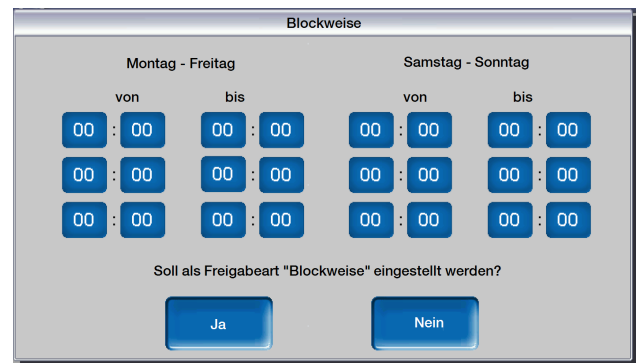 Blockweise
Montag - Freitag Samstag - Sonntag
von bis von bis
00 : 00 00 : 00 00 : 00 00 : 00
00 : 00 00 : 00 00 : 00 00 : 00
00 : 00 00 : 00 00 : 00 00 : 00
Soll als Freigabeart "Blockweise" eingestellt werden?
Ja Nein